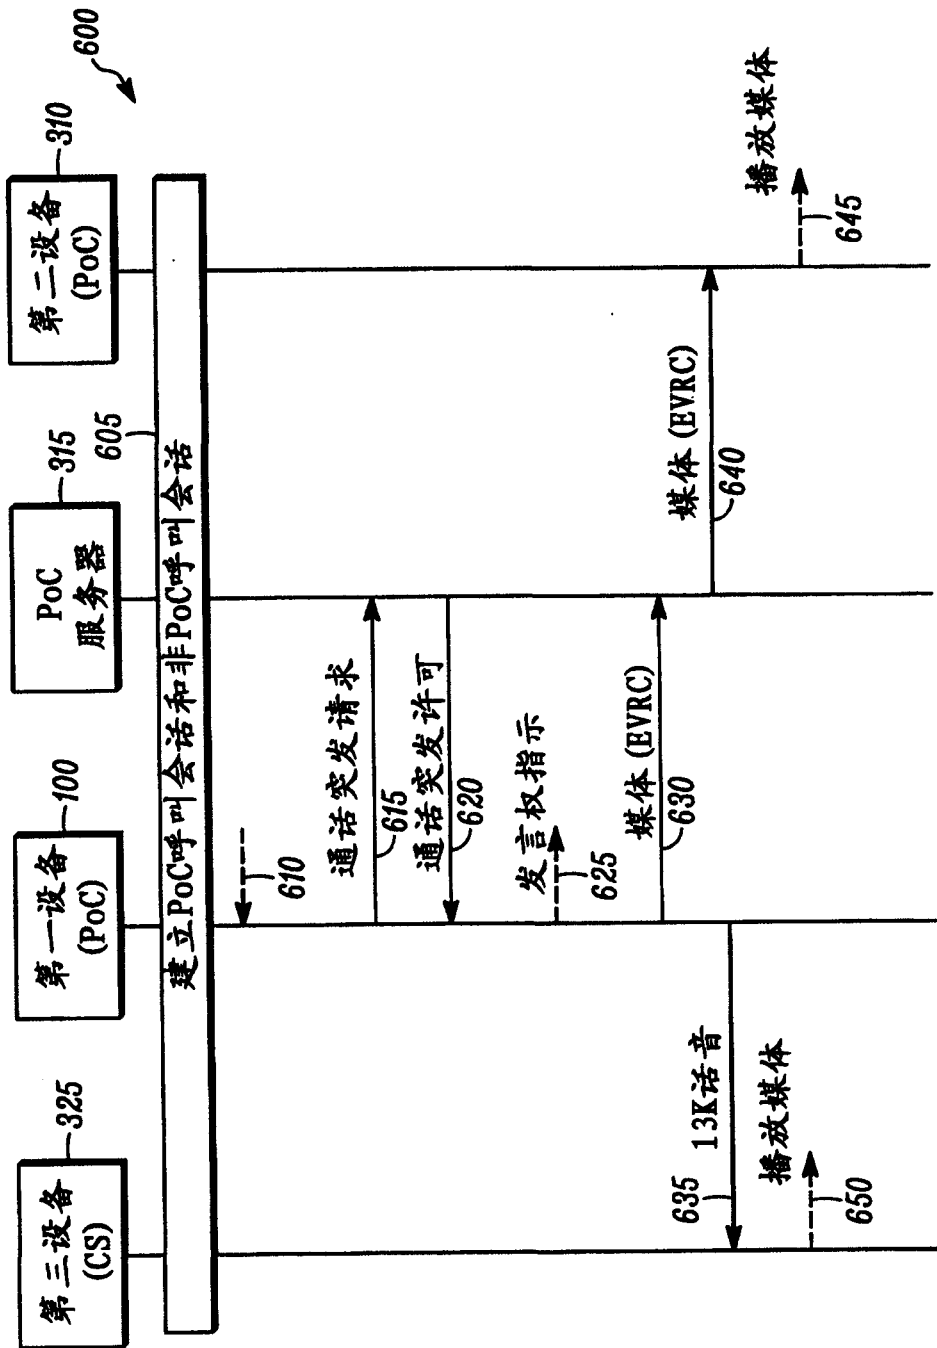 600
第三设备
(CS)
325
第一设备
(PoC)
100
PoC
服务器
315
第二设备
(PoC)
310
605
建立PoC呼叫会话和非PoC呼叫会话
610
通话突发请求
615
通话突发许可
620
发言权指示
625
媒体(EVRC)
630
13K话音
635
媒体(EVRC)
640
播放媒体
645
播放媒体
650